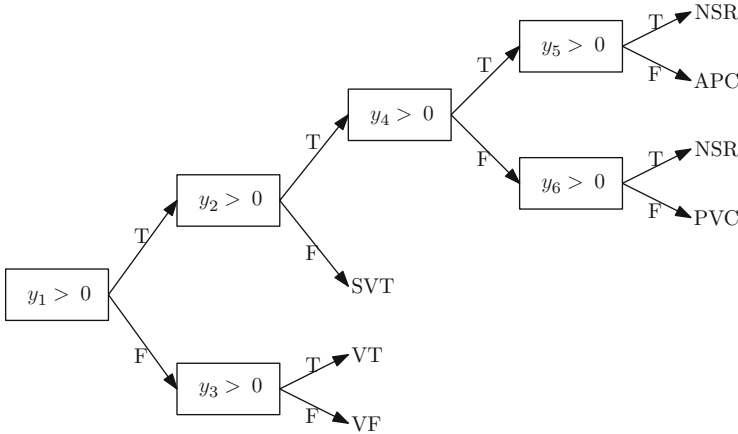 NSR
T
y₅ > 0
F
APC
T
y₄ > 0
F
NSR
T
y₆ > 0
F
PVC
T
y₂ > 0
F
SVT
T
y₁ > 0
F
VT
T
y₃ > 0
F
VF